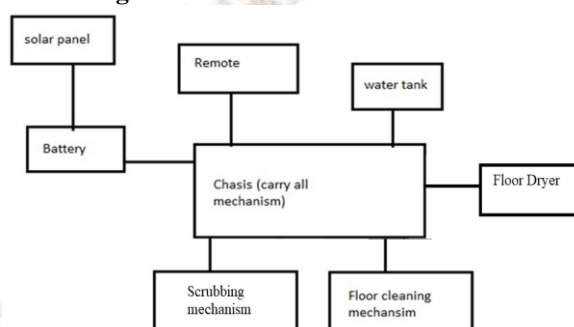 solar panel
Remote
water tank
Battery
Chasis (carry all
mechanism)
Floor Dryer
Scrubbing
mechanism
Floor cleaning
mechansim